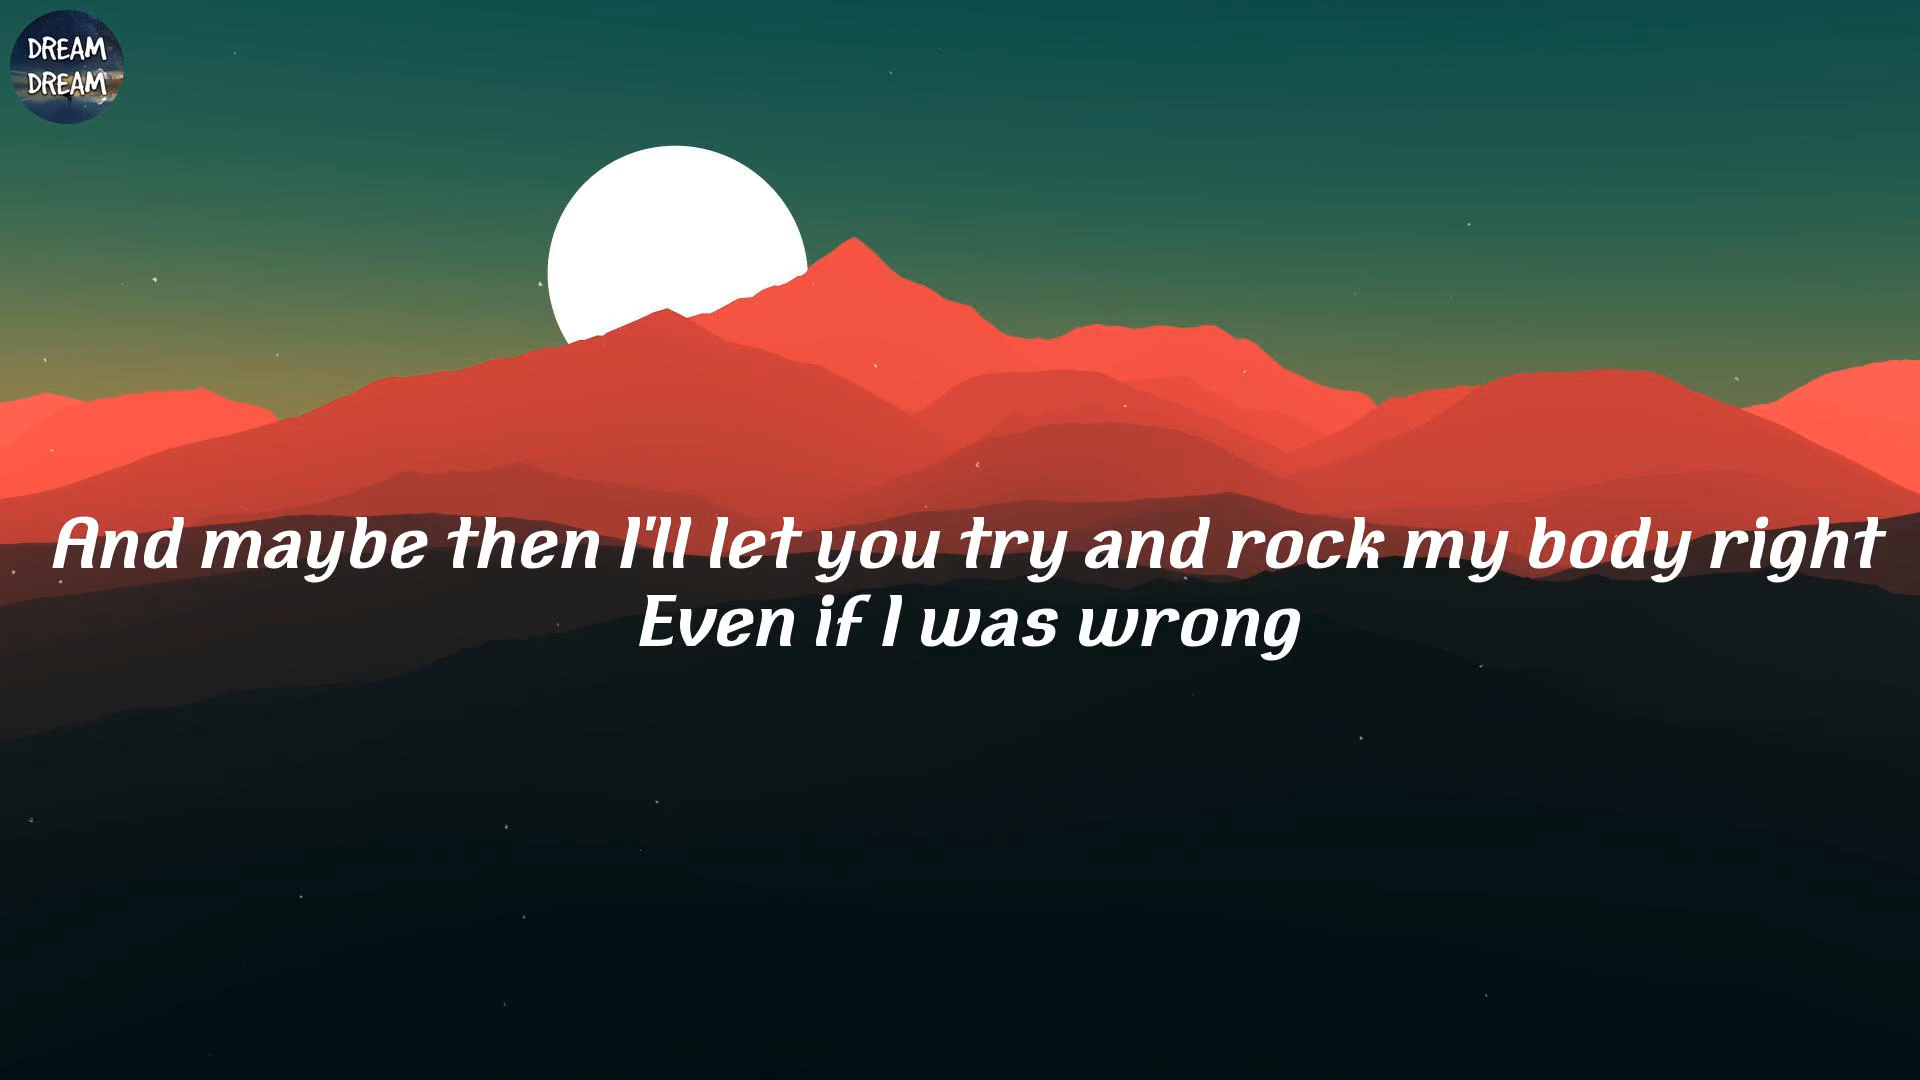 DREAM
DREAM
And maybe then I'll let you try and rock my body right
Even if I was wrong